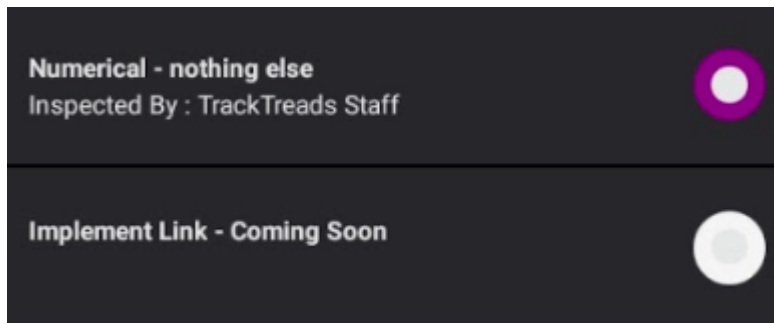 Numerical - nothing else
Inspected By : TrackTreads Staff
Implement Link - Coming Soon